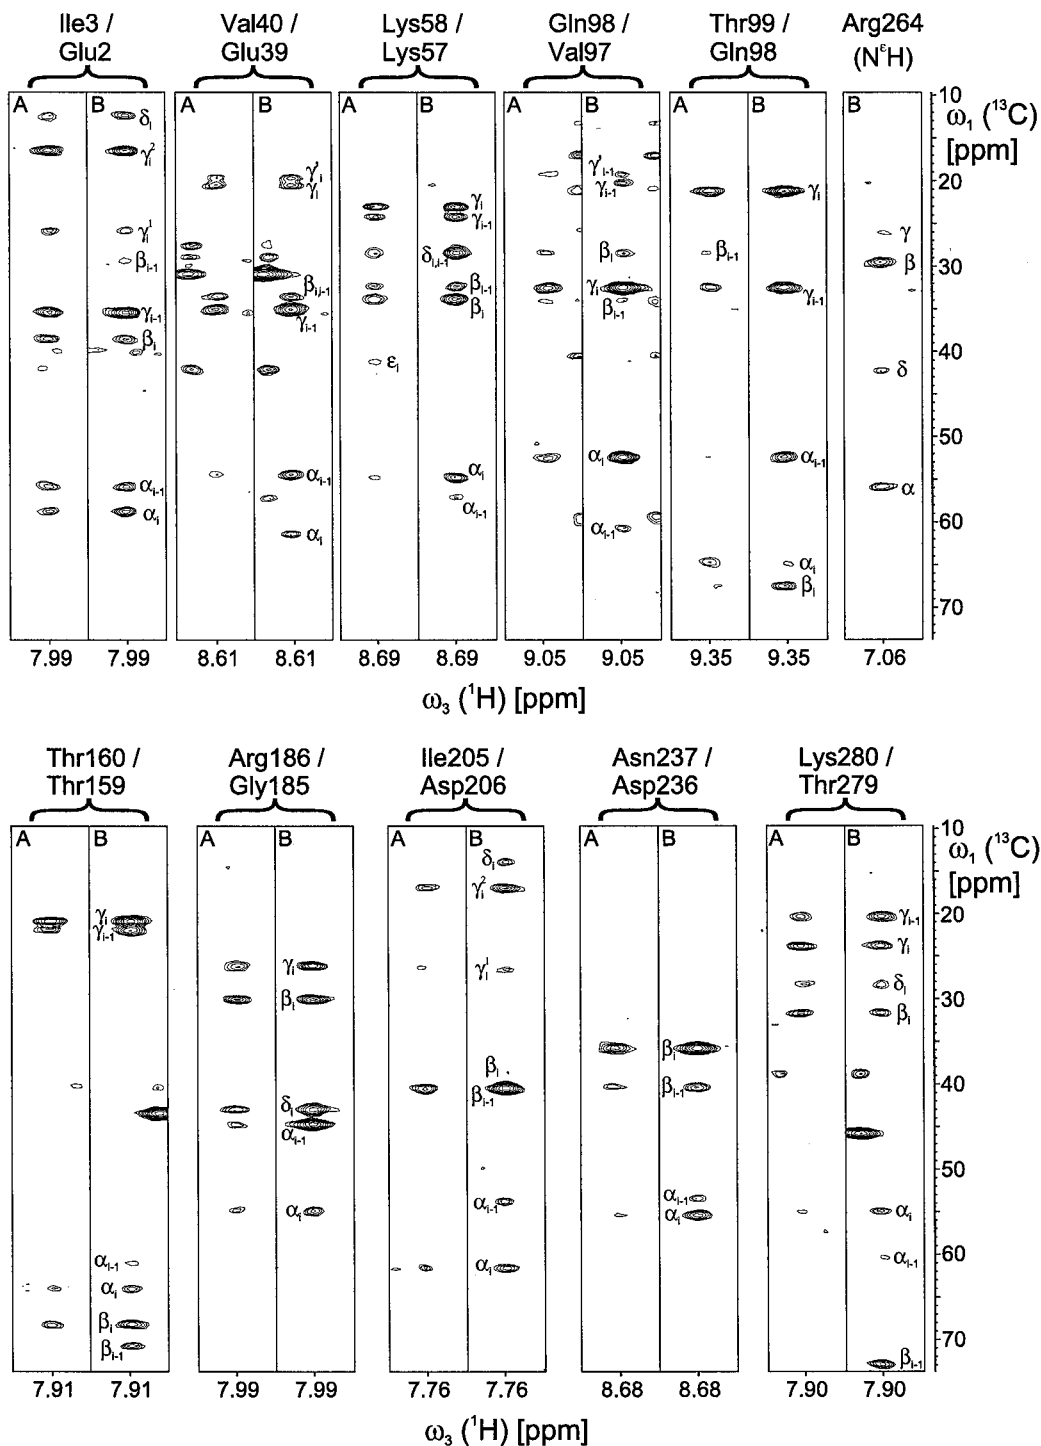 Ile3 / Val40 / Lys58 / Gln98 / Thr99 / Arg264
Glu2 Glu39 Lys57 Val97 Gln98 (NᵋH)
A B A B A B A B A B B
10
ω₁ (¹³C)
[ppm]
20
30
40
50
60
70
δᵢ
γ²ᵢ
γ¹ᵢ
βᵢ₋₁
γᵢ₋₁
βᵢ
αᵢ₋₁
αᵢ
γ'ᵢ
γᵢ
βᵢ,ᵢ₋₁
γᵢ₋₁
αᵢ₋₁
αᵢ
γᵢ
γᵢ₋₁
δᵢ,ᵢ₋₁
βᵢ₋₁
βᵢ
εᵢ
αᵢ
αᵢ₋₁
γ'ᵢ₋₁
γᵢ₋₁
βᵢ
γᵢ
βᵢ₋₁
αᵢ
αᵢ₋₁
γᵢ
βᵢ₋₁
γᵢ₋₁
αᵢ₋₁
αᵢ
βᵢ
γ
β
δ
α
7.99 7.99 8.61 8.61 8.69 8.69 9.05 9.05 9.35 9.35 7.06
ω₃ (¹H) [ppm]
Thr160 / Arg186 / Ile205 / Asn237 / Lys280 /
Thr159 Gly185 Asp206 Asp236 Thr279
A B A B A B A B A B
10
ω₁ (¹³C)
[ppm]
20
30
40
50
60
70
γᵢ
γᵢ₋₁
αᵢ₋₁
αᵢ
βᵢ
βᵢ₋₁
γᵢ
βᵢ
δᵢ
αᵢ₋₁
αᵢ
δᵢ
γ²ᵢ
γ¹ᵢ
βᵢ
βᵢ₋₁
αᵢ₋₁
αᵢ
βᵢ
βᵢ₋₁
αᵢ₋₁
αᵢ
γᵢ₋₁
γᵢ
δᵢ
βᵢ
αᵢ
αᵢ₋₁
βᵢ₋₁
7.91 7.91 7.99 7.99 7.76 7.76 8.68 8.68 7.90 7.90
ω₃ (¹H) [ppm]